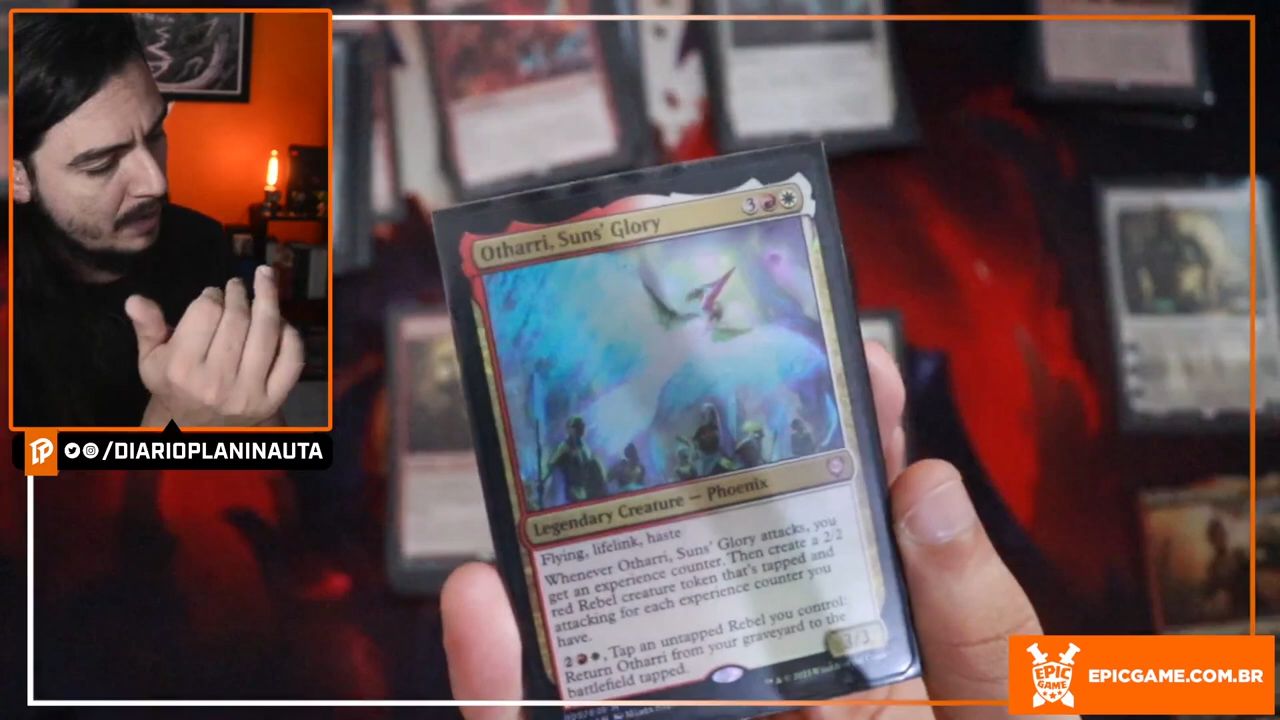 Otharri, Suns' Glory 3
Legendary Creature — Phoenix
Flying, lifelink, haste
Whenever Otharri, Suns' Glory attacks, you
get an experience counter. Then create a 2/2
red Rebel creature token that's tapped and
attacking for each experience counter you
have.
2, Tap an untapped Rebel you control:
Return Otharri from your graveyard to the
battlefield tapped.
3/3
/DIARIOPLANINAUTA
EPIC
GAME
EPICGAME.COM.BR